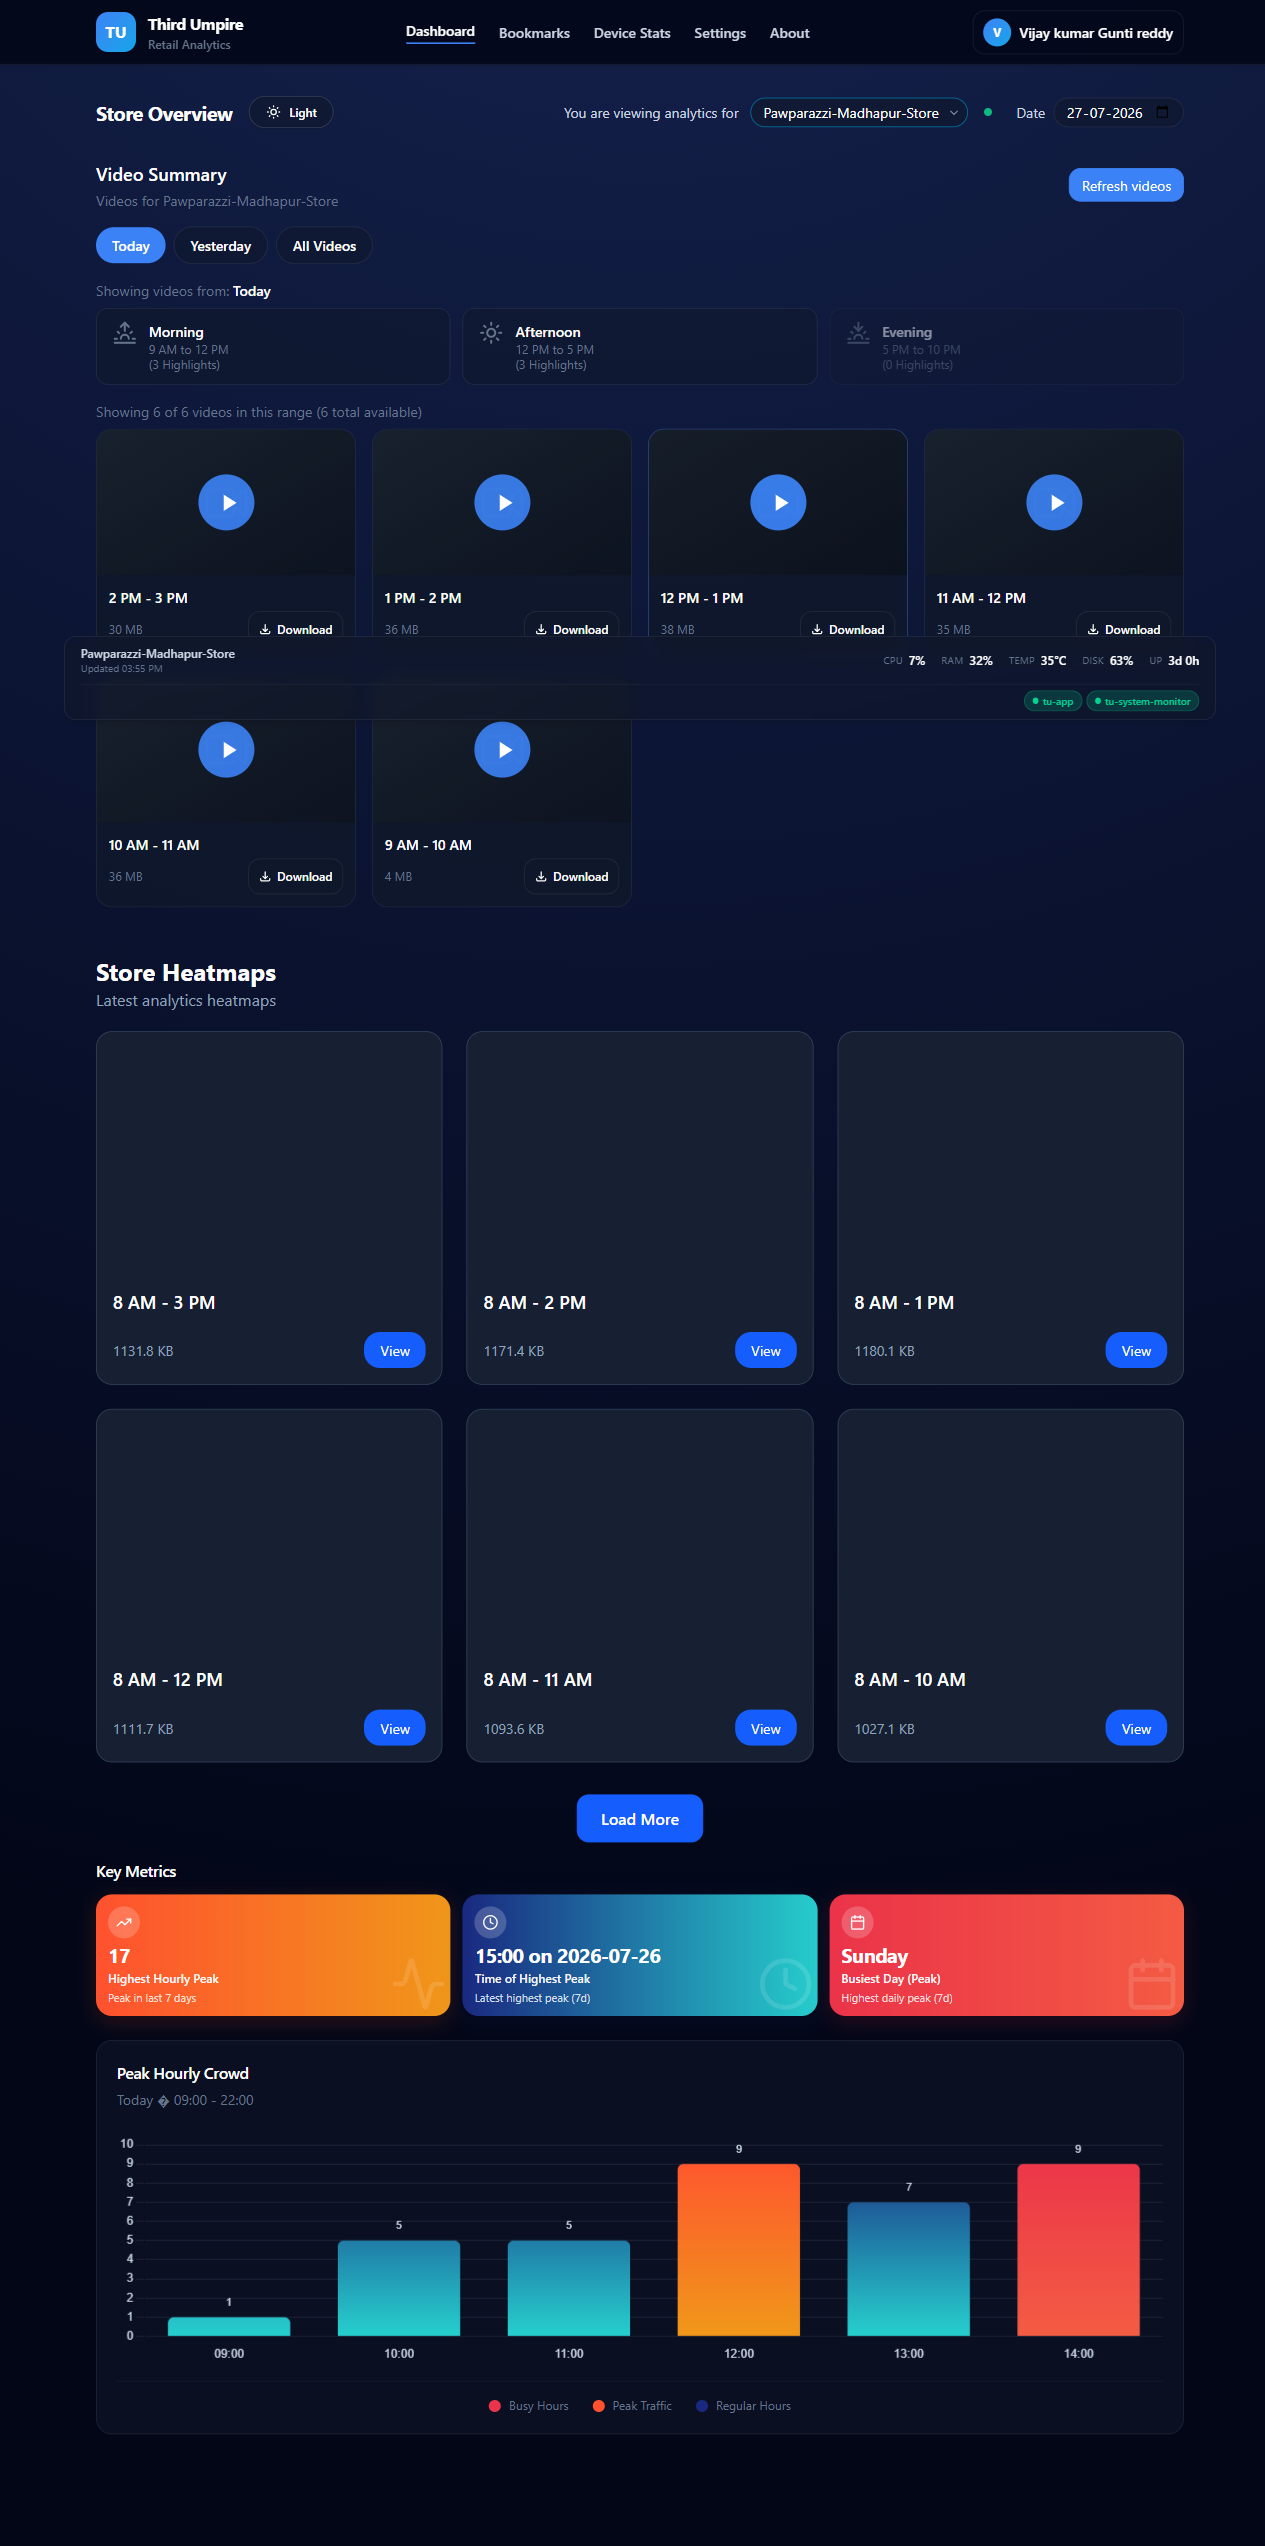 TU
Third Umpire
Retail Analytics
Dashboard
Bookmarks
Device Stats
Settings
About
V
Vijay kumar Gunti reddy
Store Overview
Light
You are viewing analytics for
Pawparazzi-Madhapur-Store
Date
27-07-2026
Video Summary
Videos for Pawparazzi-Madhapur-Store
Refresh videos
Today
Yesterday
All Videos
Showing videos from: Today
Morning
9 AM to 12 PM
(3 Highlights)
Afternoon
12 PM to 5 PM
(3 Highlights)
Evening
5 PM to 10 PM
(0 Highlights)
Showing 6 of 6 videos in this range (6 total available)
2 PM - 3 PM
30 MB
Download
1 PM - 2 PM
36 MB
Download
12 PM - 1 PM
38 MB
Download
11 AM - 12 PM
35 MB
Download
Pawparazzi-Madhapur-Store
Updated 03:55 PM
CPU 7%
RAM 32%
TEMP 35°C
DISK 63%
UP 3d 0h
tu-app
tu-system-monitor
10 AM - 11 AM
36 MB
Download
9 AM - 10 AM
4 MB
Download
Store Heatmaps
Latest analytics heatmaps
8 AM - 3 PM
1131.8 KB
View
8 AM - 2 PM
1171.4 KB
View
8 AM - 1 PM
1180.1 KB
View
8 AM - 12 PM
1111.7 KB
View
8 AM - 11 AM
1093.6 KB
View
8 AM - 10 AM
1027.1 KB
View
Load More
Key Metrics
17
Highest Hourly Peak
Peak in last 7 days
15:00 on 2026-07-26
Time of Highest Peak
Latest highest peak (7d)
Sunday
Busiest Day (Peak)
Highest daily peak (7d)
Peak Hourly Crowd
Today � 09:00 - 22:00
10
9
8
7
6
5
4
3
2
1
0
1
5
5
9
7
9
09:00
10:00
11:00
12:00
13:00
14:00
Busy Hours
Peak Traffic
Regular Hours